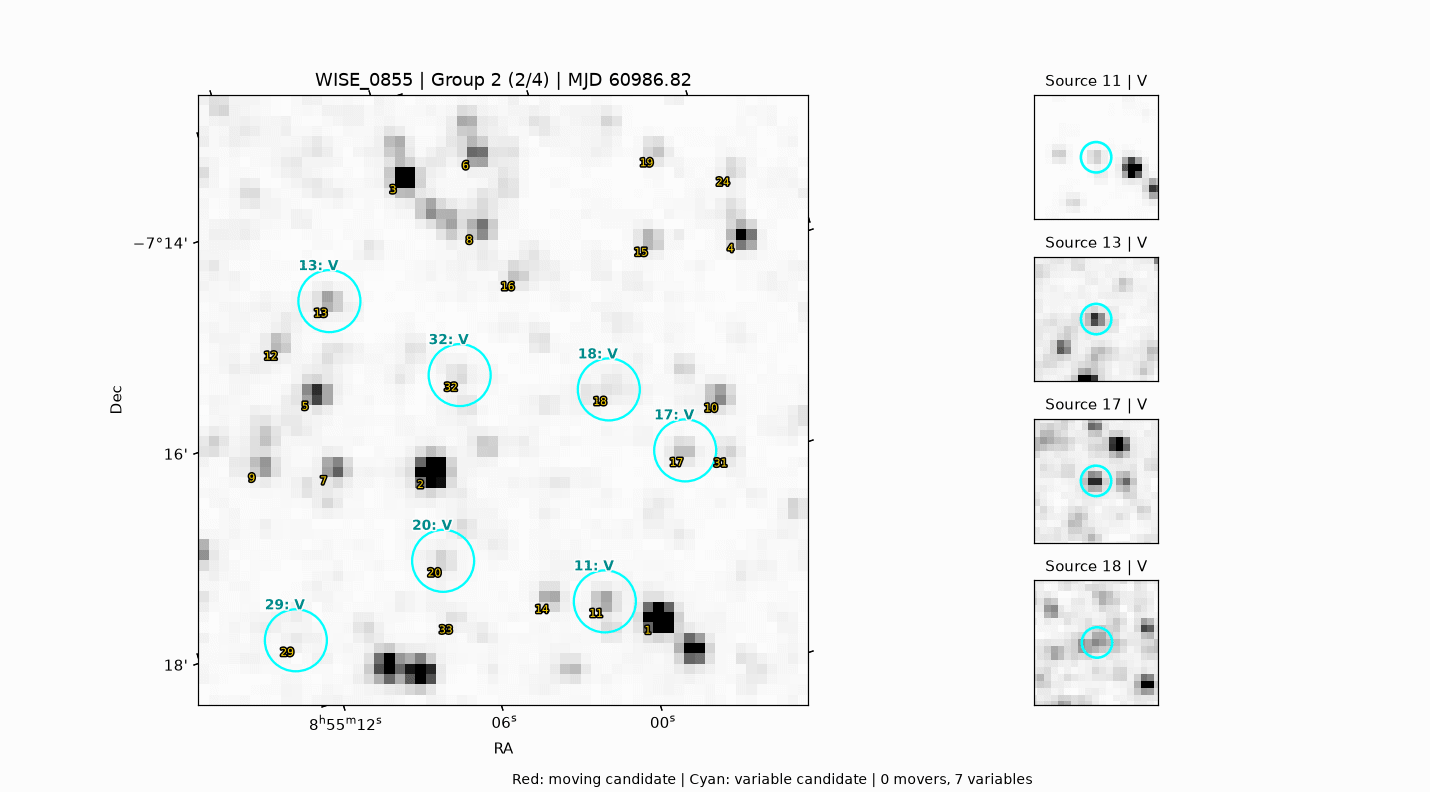 WISE_0855 | Group 2 (2/4) | MJD 60986.82
Source 11 | V
6
19
24
3
8
4
15
−7°14'
Source 13 | V
13: V
16
13
32: V
18: V
12
32
18
10
5
17: V
Source 17 | V
Dec
16'
17
31
9
7
2
20: V
11: V
Source 18 | V
20
29: V
14
11
33
1
29
18'
8ʰ55ᵐ12ˢ
06ˢ
00ˢ
RA
Red: moving candidate | Cyan: variable candidate | 0 movers, 7 variables